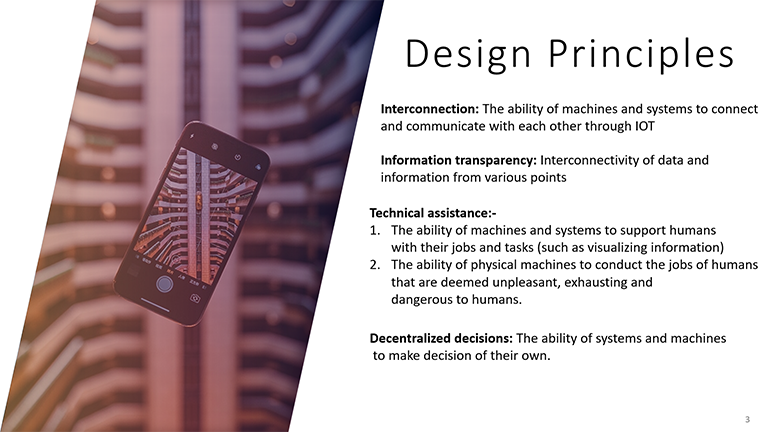 Design Principles
Interconnection: The ability of machines and systems to connect
and communicate with each other through IOT
Information transparency: Interconnectivity of data and
information from various points
Technical assistance:-
1. The ability of machines and systems to support humans
with their jobs and tasks (such as visualizing information)
2. The ability of physical machines to conduct the jobs of humans
that are deemed unpleasant, exhausting and
dangerous to humans.
Decentralized decisions: The ability of systems and machines
to make decision of their own.
3